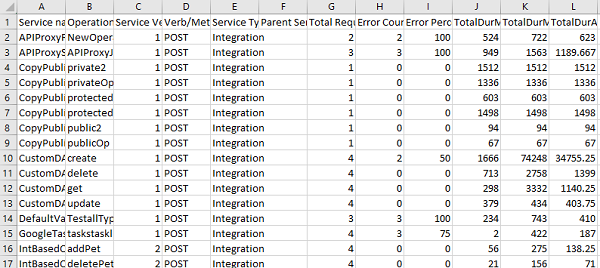 A B C D E F G H I J K L
1 Service na Operation Service Ve Verb/Met Service Ty Parent Ser Total Requ Error Cour Error Perc TotalDurM TotalDurM TotalDurA
2 APIProxyF NewOpera 1 POST Integration 2 2 100 524 722 623
3 APIProxyS APIProxyJ 1 POST Integration 3 3 100 949 1563 1189.667
4 CopyPubli private2 1 POST Integration 1 0 0 1512 1512 1512
5 CopyPubli privateOp 1 POST Integration 1 0 0 1336 1336 1336
6 CopyPubli protected 1 POST Integration 1 0 0 603 603 603
7 CopyPubli protected 1 POST Integration 1 0 0 1498 1498 1498
8 CopyPubli public2 1 POST Integration 1 0 0 94 94 94
9 CopyPubli publicOp 1 POST Integration 1 0 0 67 67 67
10 CustomDA create 1 POST Integration 4 2 50 1666 74248 34755.25
11 CustomDA delete 1 POST Integration 4 0 0 713 2758 1399
12 CustomDA get 1 POST Integration 4 0 0 298 3332 1140.25
13 CustomDA update 1 POST Integration 4 0 0 379 434 403.75
14 DefaultVa TestallTyp 1 POST Integration 3 3 100 234 743 410
15 GoogleTas taskstaskl 1 POST Integration 4 3 75 2 422 187
16 IntBasedC addPet 2 POST Integration 4 0 0 56 275 138.25
17 IntBasedC deletePet 2 POST Integration 4 0 0 21 156 71